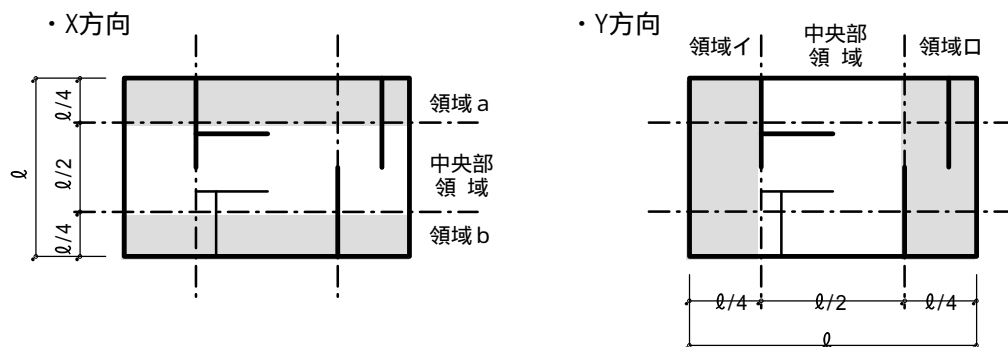 ・X方向
ℓ/4
ℓ/2
ℓ/4
ℓ
領域a
中央部
領 域
領域b
・Y方向
領域イ
中央部
領 域
領域ロ
ℓ/4
ℓ/2
ℓ/4
ℓ